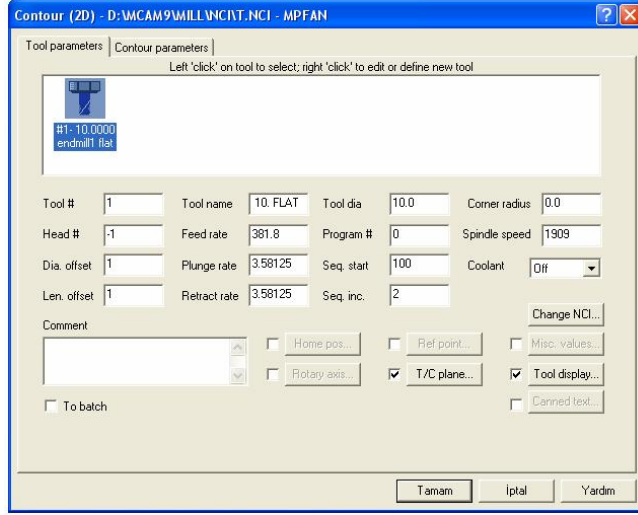 Contour (2D) - D:\MCAM9\MILL\NCI\T.NCI - MPFAN
Tool parameters Contour parameters
Left 'click' on tool to select; right 'click' to edit or define new tool
#1- 10.0000
endmill1 flat
Tool # 1 Tool name 10. FLAT Tool dia 10.0 Corner radius 0.0
Head # -1 Feed rate 381.8 Program # 0 Spindle speed 1909
Dia. offset 1 Plunge rate 3.58125 Seq. start 100 Coolant Off
Len. offset 1 Retract rate 3.58125 Seq. inc. 2
Change NCI...
Comment
Home pos... Ref point... Misc. values...
Rotary axis... T/C plane... Tool display...
To batch Canned text...
Tamam İptal Yardım